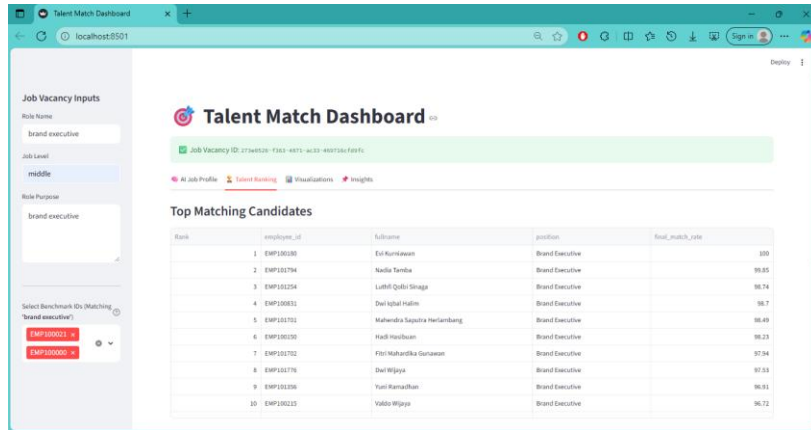 Talent Match Dashboard
localhost:8501
Sign in
Deploy
Job Vacancy Inputs
Role Name
brand executive
Job Level
middle
Role Purpose
brand executive
Select Benchmark IDs (Matching
'brand executive')
EMP100021 ×
EMP100000 ×
Talent Match Dashboard
Job Vacancy ID:
AI Job Profile Talent Ranking Visualizations Insights
Top Matching Candidates
Rank employee_id fullname position final_match_rate
1 EMP100180 Evi Kurniawan Brand Executive 100
2 EMP101794 Nadia Tamba Brand Executive 99.85
3 EMP101254 Luthfi Qolbi Sinaga Brand Executive 98.74
4 EMP100831 Dwi Iqbal Halim Brand Executive 98.7
5 EMP101701 Mahendra Saputra Herlambang Brand Executive 98.49
6 EMP100150 Hadi Hasibuan Brand Executive 98.23
7 EMP101702 Fitri Mahardika Gunawan Brand Executive 97.94
8 EMP101776 Dwi Wijaya Brand Executive 97.53
9 EMP101356 Yuni Ramadhan Brand Executive 96.91
10 EMP100215 Valdo Wijaya Brand Executive 96.72